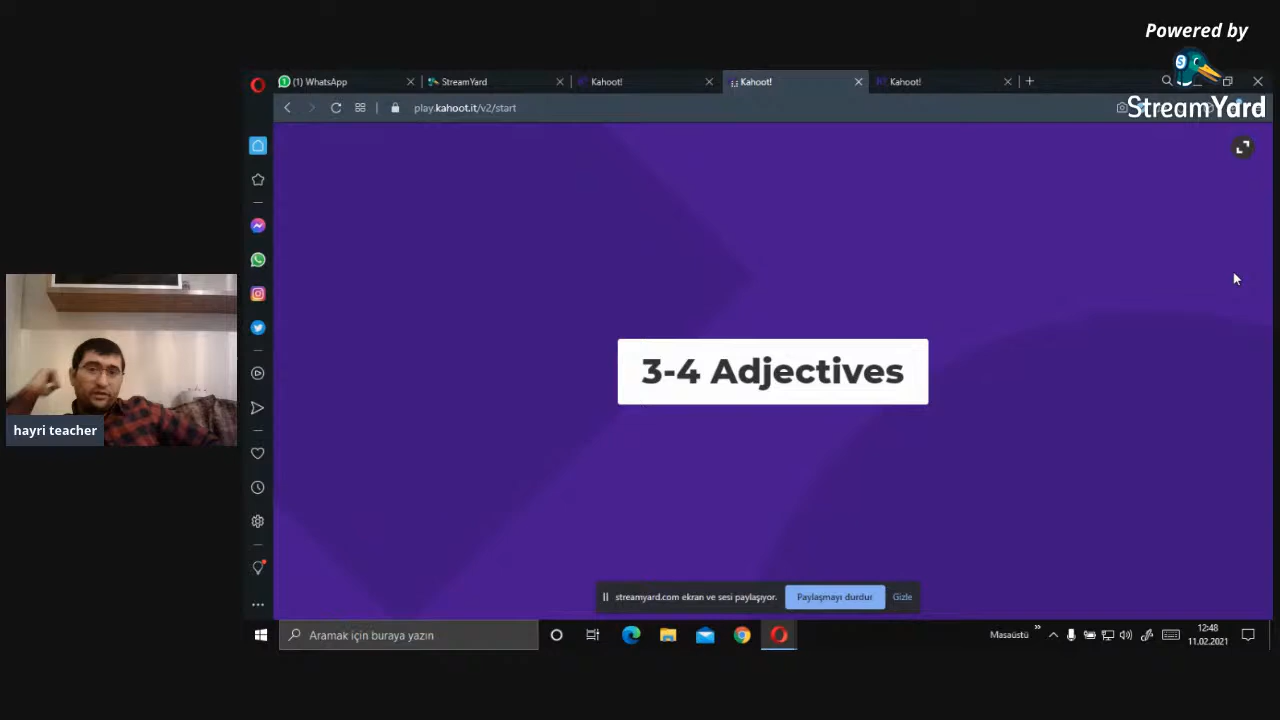 Powered by
StreamYard
(1) WhatsApp
StreamYard
Kahoot!
Kahoot!
Kahoot!
play.kahoot.it/v2/start
3-4 Adjectives
hayri teacher
streamyard.com ekran ve sesi paylaşıyor.
Paylaşmayı durdur
Gizle
Aramak için buraya yazın
Masaüstü
12:48
11.02.2021